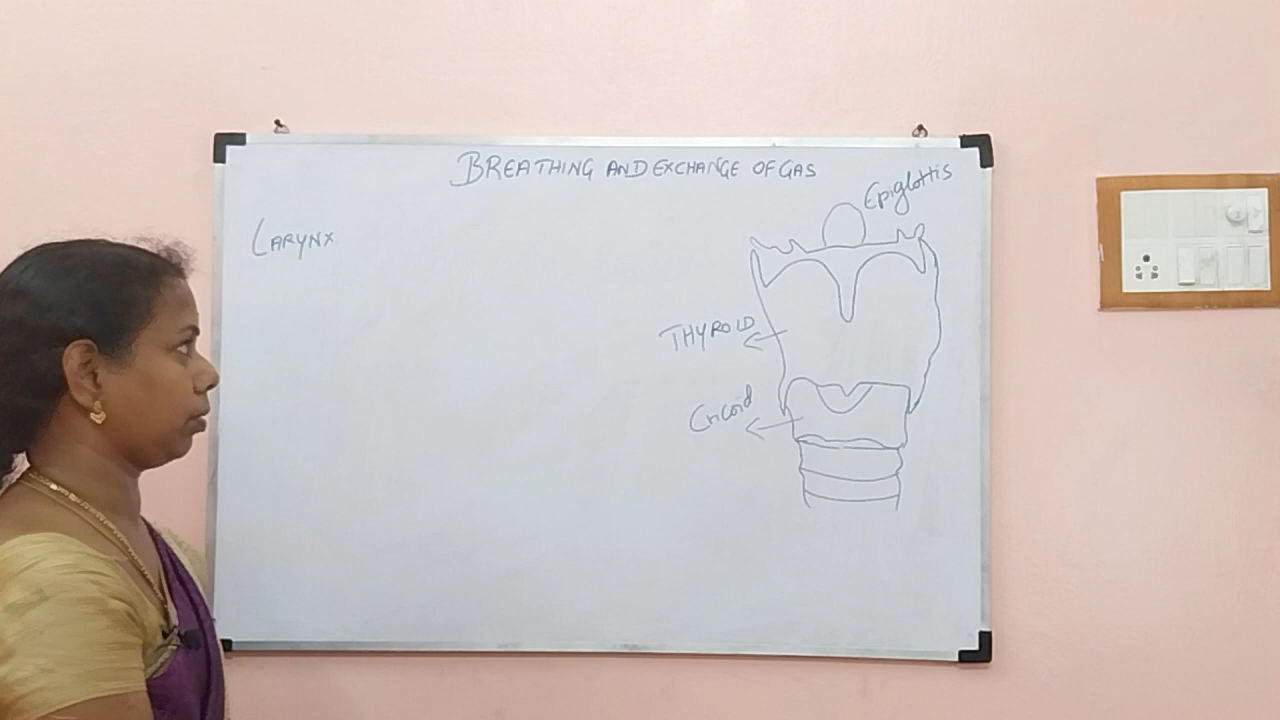 BREATHING AND EXCHANGE OF GAS
LARYNX
Epiglottis
THYROID
Cricoid